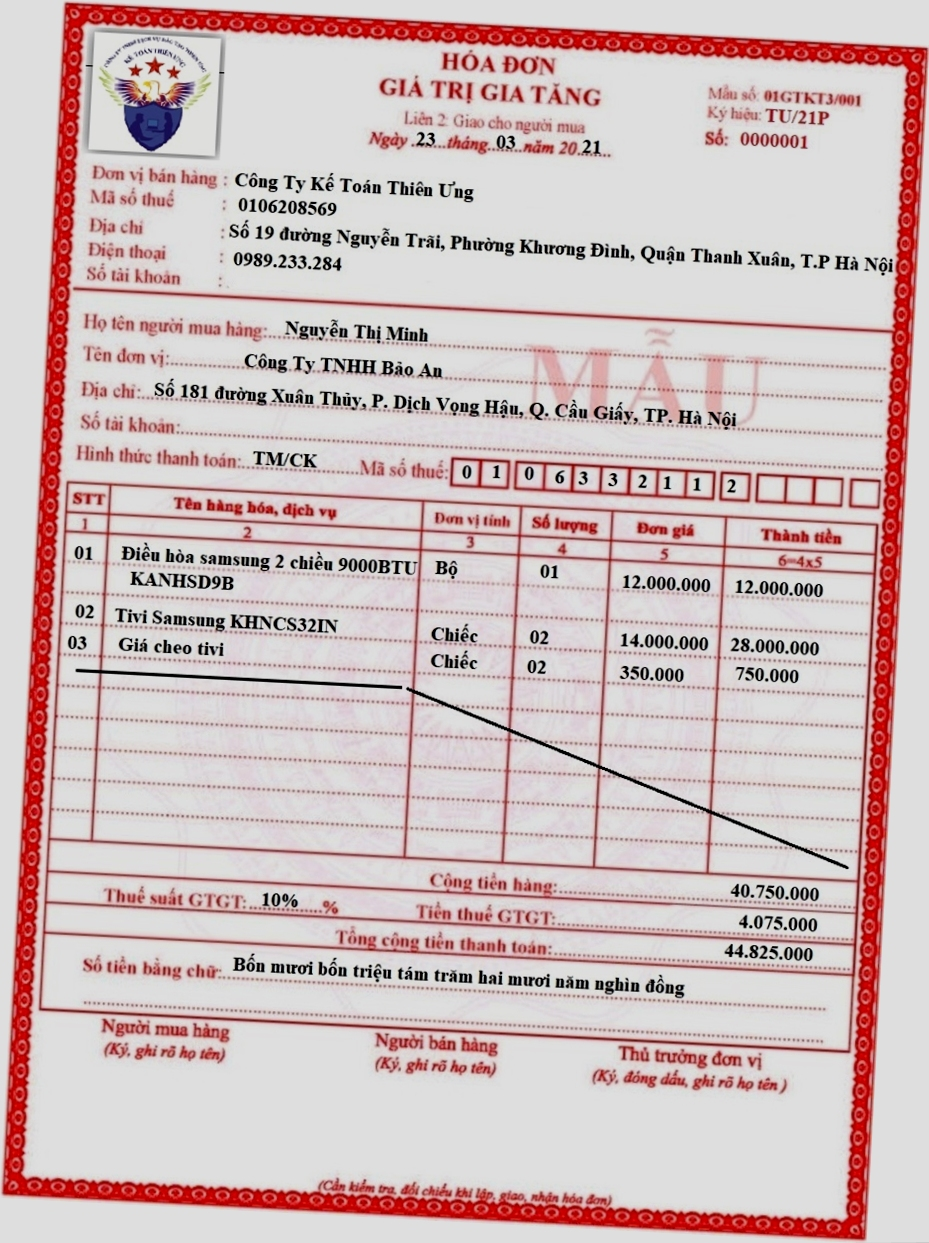 CÔNG TY TNHH DỊCH VỤ ĐÀO TẠO THIÊN ƯNG
KẾ TOÁN THIÊN ƯNG
HÓA ĐƠN
GIÁ TRỊ GIA TĂNG
Liên 2: Giao cho người mua
Ngày .23...tháng..03..năm 20.21...
Mẫu số: 01GTKT3/001
Ký hiệu: TU/21P
Số: 0000001
Đơn vị bán hàng : Công Ty Kế Toán Thiên Ưng
Mã số thuế : 0106208569
Địa chỉ : Số 19 đường Nguyễn Trãi, Phường Khương Đình, Quận Thanh Xuân, T.P Hà Nội
Điện thoại : 0989.233.284
Số tài khoản :
MẪU
Họ tên người mua hàng: Nguyễn Thị Minh
Tên đơn vị: Công Ty TNHH Bảo An
Địa chỉ: Số 181 đường Xuân Thủy, P. Dịch Vọng Hậu, Q. Cầu Giấy, TP. Hà Nội
Số tài khoản:
Hình thức thanh toán: TM/CK Mã số thuế: 0 1 0 6 3 3 2 1 1 2
STT Tên hàng hóa, dịch vụ Đơn vị tính Số lượng Đơn giá Thành tiền
1 2 3 4 5 6=4x5
01 Điều hòa samsung 2 chiều 9000BTU Bộ 01 12.000.000 12.000.000
KANHSD9B
02 Tivi Samsung KHNCS32IN Chiếc 02 14.000.000 28.000.000
03 Giá cheo tivi Chiếc 02 350.000 750.000
Cộng tiền hàng: 40.750.000
Thuế suất GTGT: 10% % Tiền thuế GTGT: 4.075.000
Tổng cộng tiền thanh toán: 44.825.000
Số tiền bằng chữ: Bốn mươi bốn triệu tám trăm hai mươi năm nghìn đồng
Người mua hàng Người bán hàng Thủ trưởng đơn vị
(Ký, ghi rõ họ tên) (Ký, ghi rõ họ tên) (Ký, đóng dấu, ghi rõ họ tên )
(Cần kiểm tra, đối chiếu khi lập, giao, nhận hóa đơn)